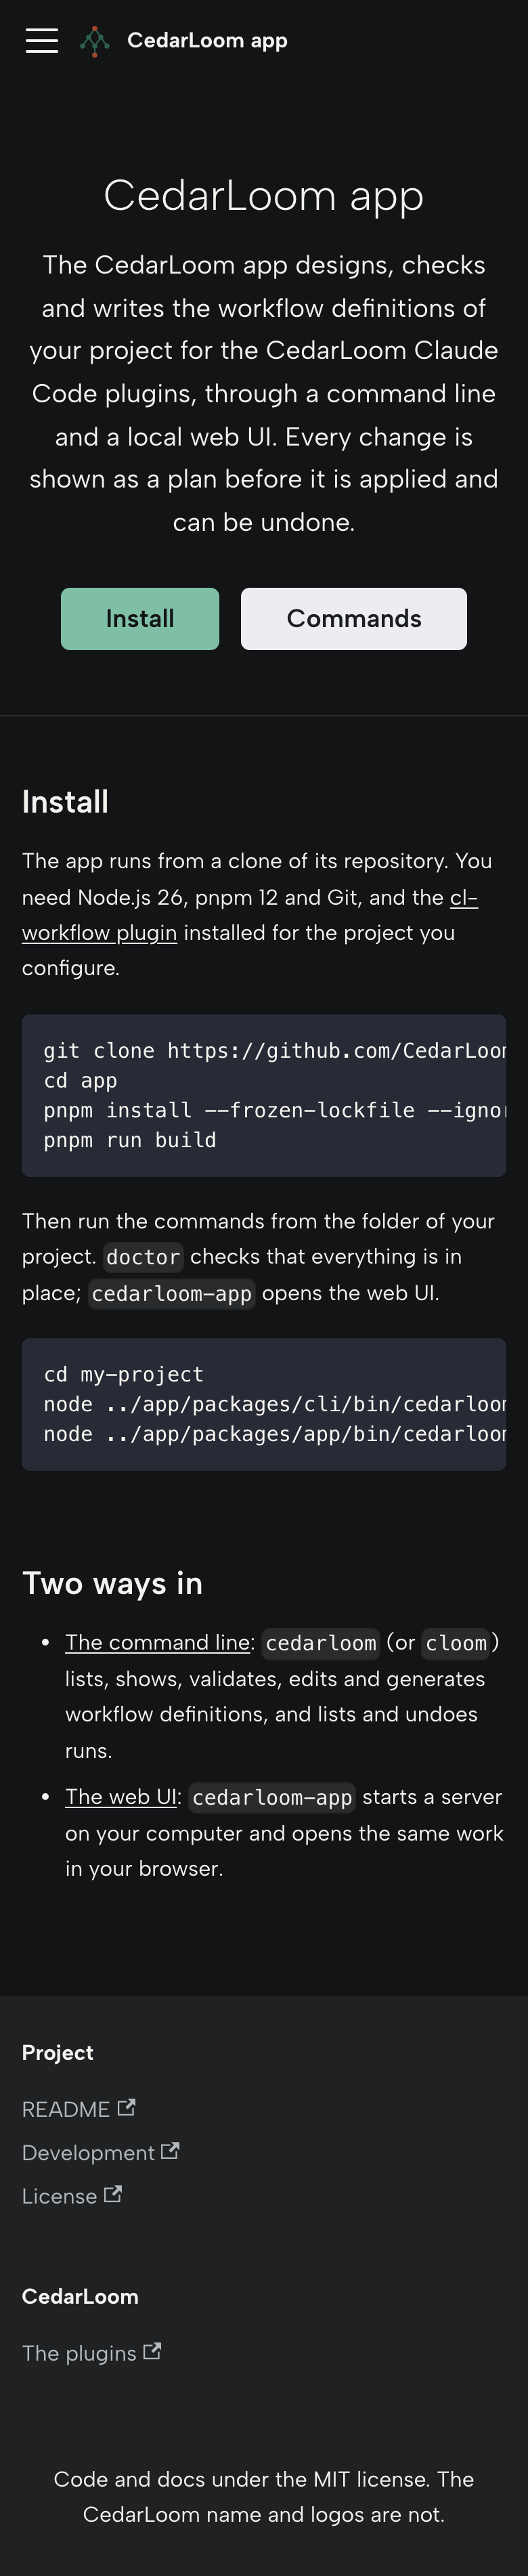 CedarLoom app
CedarLoom app
The CedarLoom app designs, checks
and writes the workflow definitions of
your project for the CedarLoom Claude
Code plugins, through a command line
and a local web UI. Every change is
shown as a plan before it is applied and
can be undone.
Install
Commands
Install
The app runs from a clone of its repository. You
need Node.js 26, pnpm 12 and Git, and the cl-
workflow plugin installed for the project you
configure.
git clone https://github.com/CedarLoom
cd app
pnpm install --frozen-lockfile --ignor
pnpm run build
Then run the commands from the folder of your
project. doctor checks that everything is in
place; cedarloom-app opens the web UI.
cd my-project
node ../app/packages/cli/bin/cedarloom
node ../app/packages/app/bin/cedarloom
Two ways in
• The command line: cedarloom (or cloom)
lists, shows, validates, edits and generates
workflow definitions, and lists and undoes
runs.
• The web UI: cedarloom-app starts a server
on your computer and opens the same work
in your browser.
Project
README
Development
License
CedarLoom
The plugins
Code and docs under the MIT license. The
CedarLoom name and logos are not.